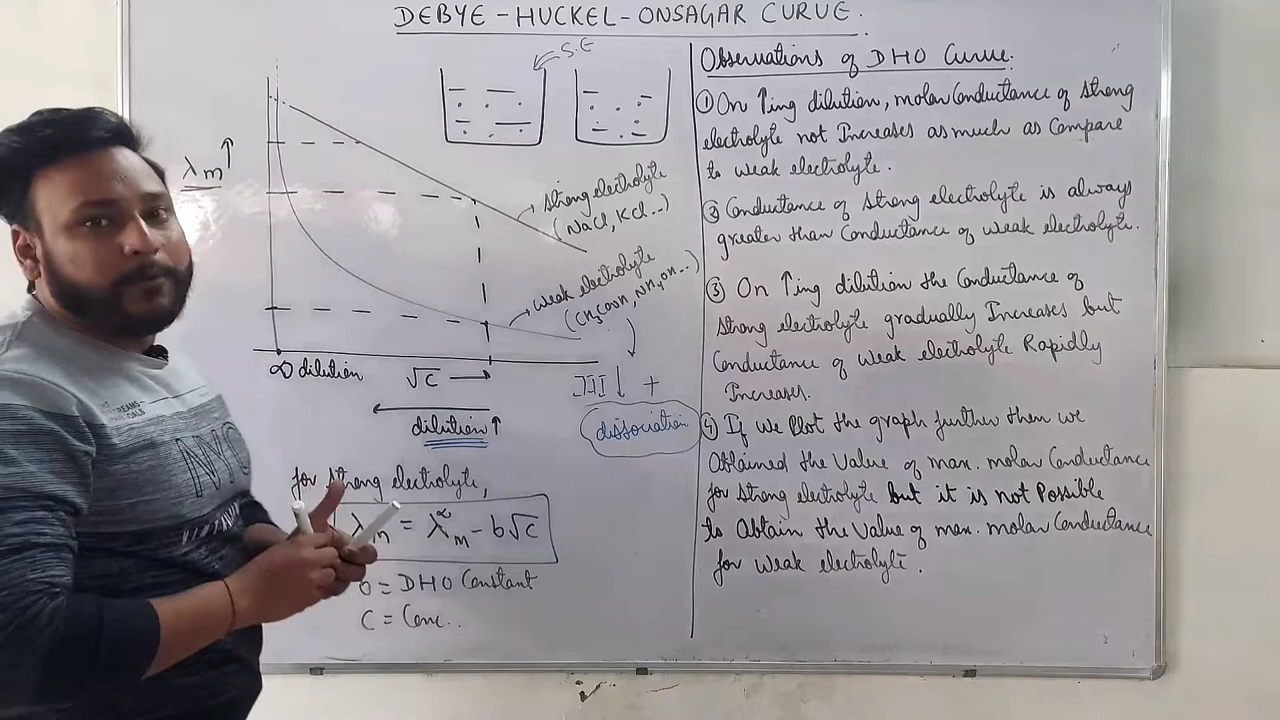 DEBYE - HUCKEL - ONSAGAR CURVE.
S.E
λm↑
strong electrolyte
(NaCl, KCl..)
weak electrolyte
(CH3COOH, NH4OH..)
∞ dilution
√C →
dilution ↑
III↓ +
dissociation
for strong electrolyte,
λm = λ∞m - b√C
b = DHO Constant
C = Conc..
Observations of DHO Curve:
① On ↑ing dilution, molar Conductance of strong
electrolyte not Increases as much as Compare
to weak electrolyte.
② Conductance of strong electrolyte is always
greater than Conductance of weak electrolyte.
③ On ↑ing dilution the Conductance of
strong electrolyte gradually Increases but
Conductance of weak electrolyte Rapidly
Increases.
④ If we Plot the graph further then we
Obtained the Value of max. molar Conductance
for strong electrolyte but it is not Possible
to Obtain the Value of max. molar Conductance
for weak electrolyte.
NYC